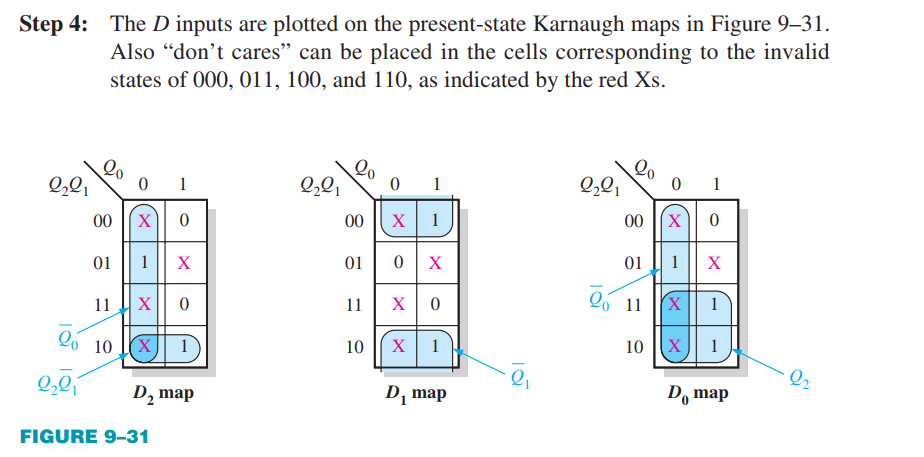 Step 4: The D inputs are plotted on the present-state Karnaugh maps in Figure 9–31.
Also “don’t cares” can be placed in the cells corresponding to the invalid
states of 000, 011, 100, and 110, as indicated by the red Xs.
Q₀
Q₂Q₁ 0 1
00 X 0
01 1 X
11 X 0
10 X 1
Q̅₀
Q₂Q̅₁
D₂ map
Q₀
Q₂Q₁ 0 1
00 X 1
01 0 X
11 X 0
10 X 1
Q̅₁
D₁ map
Q₀
Q₂Q₁ 0 1
00 X 0
01 1 X
Q̅₀ 11 X 1
10 X 1
Q₂
D₀ map
FIGURE 9–31